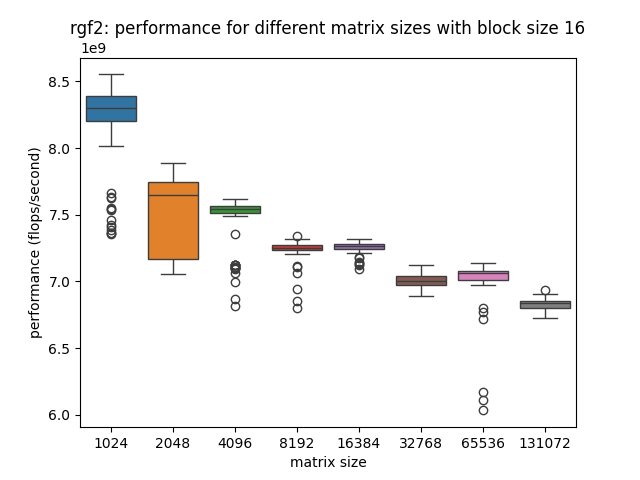 rgf2: performance for different matrix sizes with block size 16
1e9
8.5
8.0
7.5
7.0
6.5
6.0
performance (flops/second)
1024 2048 4096 8192 16384 32768 65536 131072
matrix size